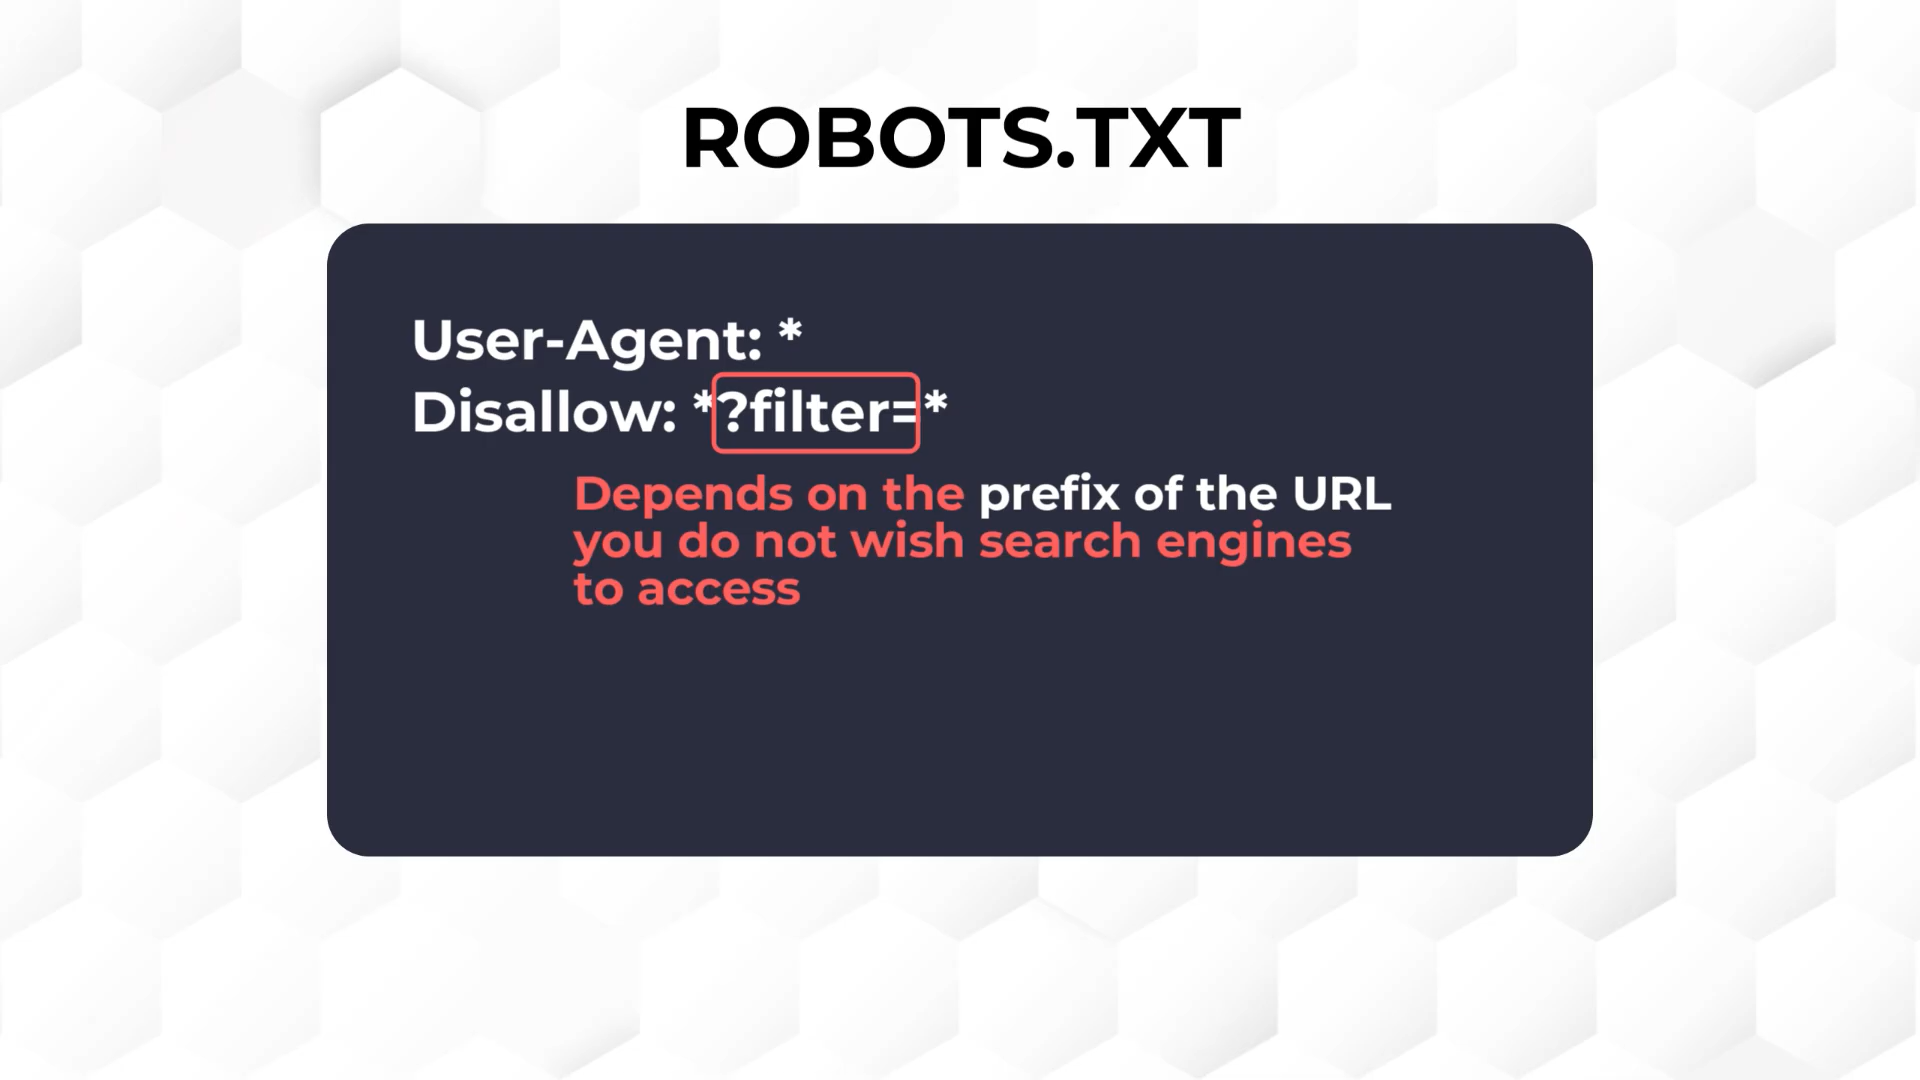 ROBOTS.TXT
User-Agent: *
Disallow: *?filter=*
Depends on the prefix of the URL
you do not wish search engines
to access